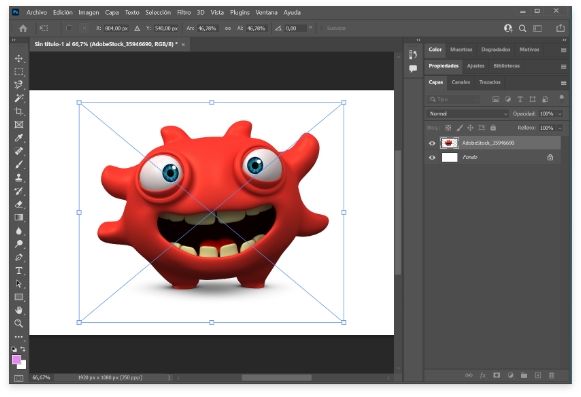 Ps Archivo Edición Imagen Capa Texto Selección Filtro 3D Vista Plugins Ventana Ayuda
X: 804,00 px Y: 540,00 px An: 46,78% Al: 46,78% 0,00
Sin título-1 al 66,7% (AdobeStock_35946690, RGB/8) * ×
Color Muestras Degradados Motivos
Propiedades Ajustes Bibliotecas
Capas Canales Trazados
Tipo
Normal Opacidad: 100%
Bloq.: Relleno: 100%
AdobeStock_35946690
Fondo
66,67% 1920 px x 1080 px (350 ppp)